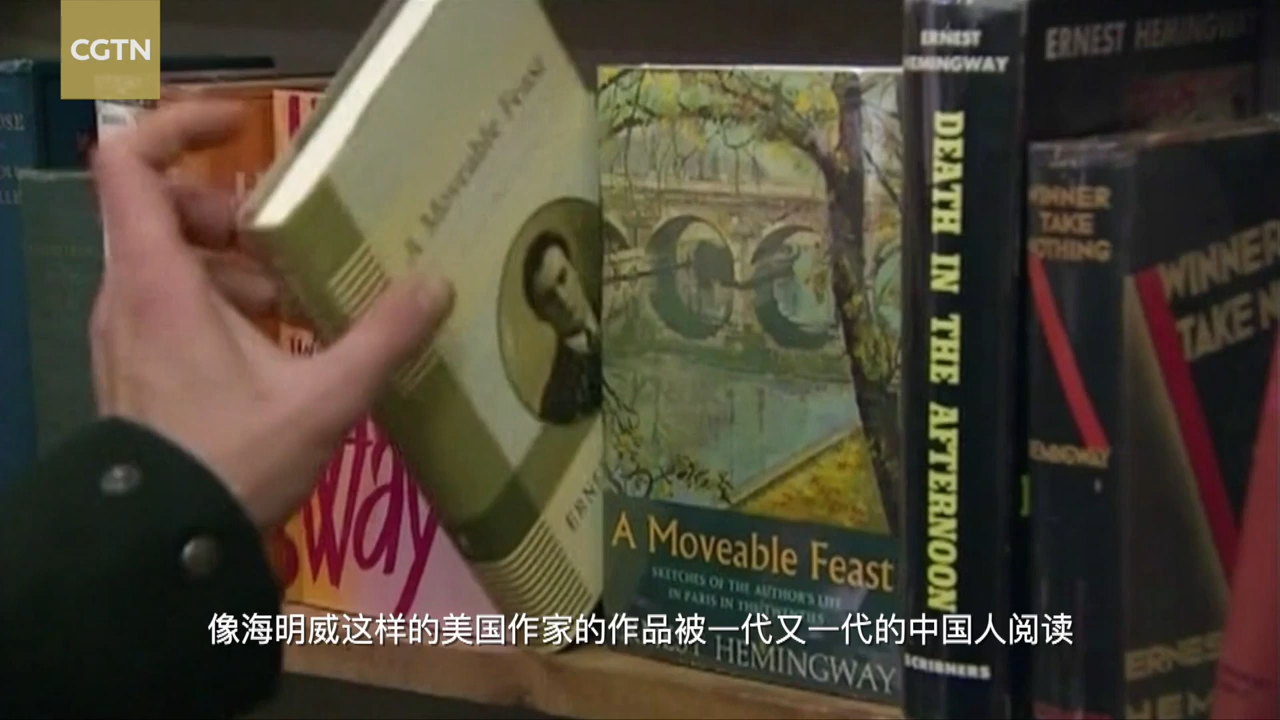 CGTN
A Moveable Feast
A Moveable Feast
SKETCHES OF THE AUTHOR'S LIFE
IN PARIS IN THE TWENTIES
ERNEST HEMINGWAY
ERNEST
HEMINGWAY
DEATH IN THE AFTERNOON
SCRIBNERS
ERNEST HEMINGWAY
WINNER
TAKE
NOTHING
HEMINGWAY
WINNER
TAKE N
像海明威这样的美国作家的作品被一代又一代的中国人阅读